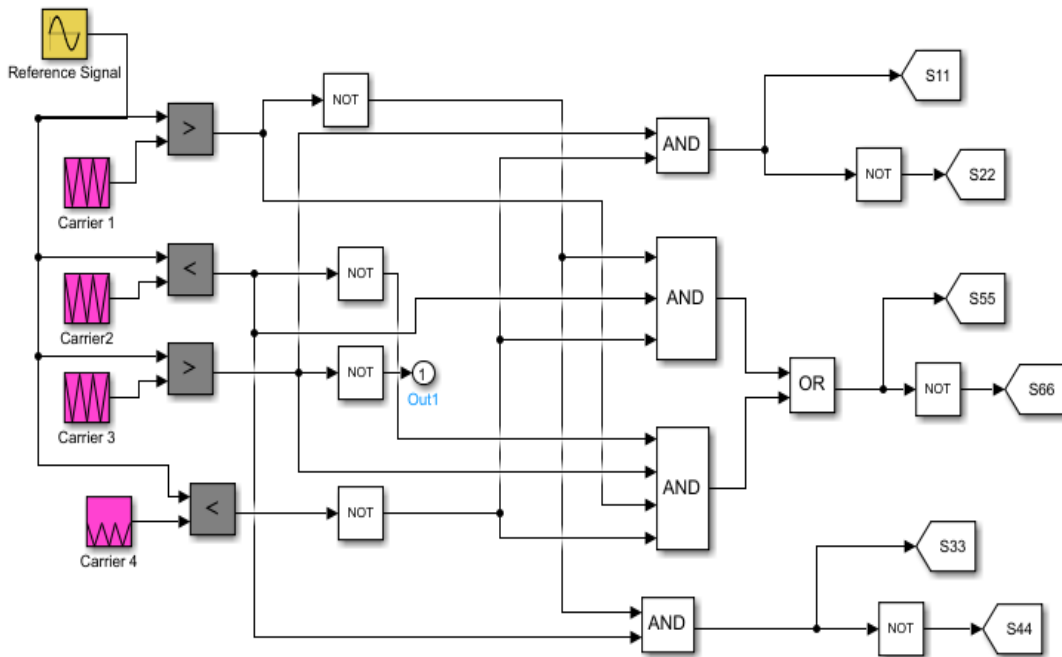 Reference Signal
>
Carrier 1
NOT
AND
S11
NOT
S22
<
Carrier2
NOT
AND
S55
>
Carrier 3
NOT
1
Out1
OR
NOT
S66
AND
<
Carrier 4
NOT
S33
AND
NOT
S44